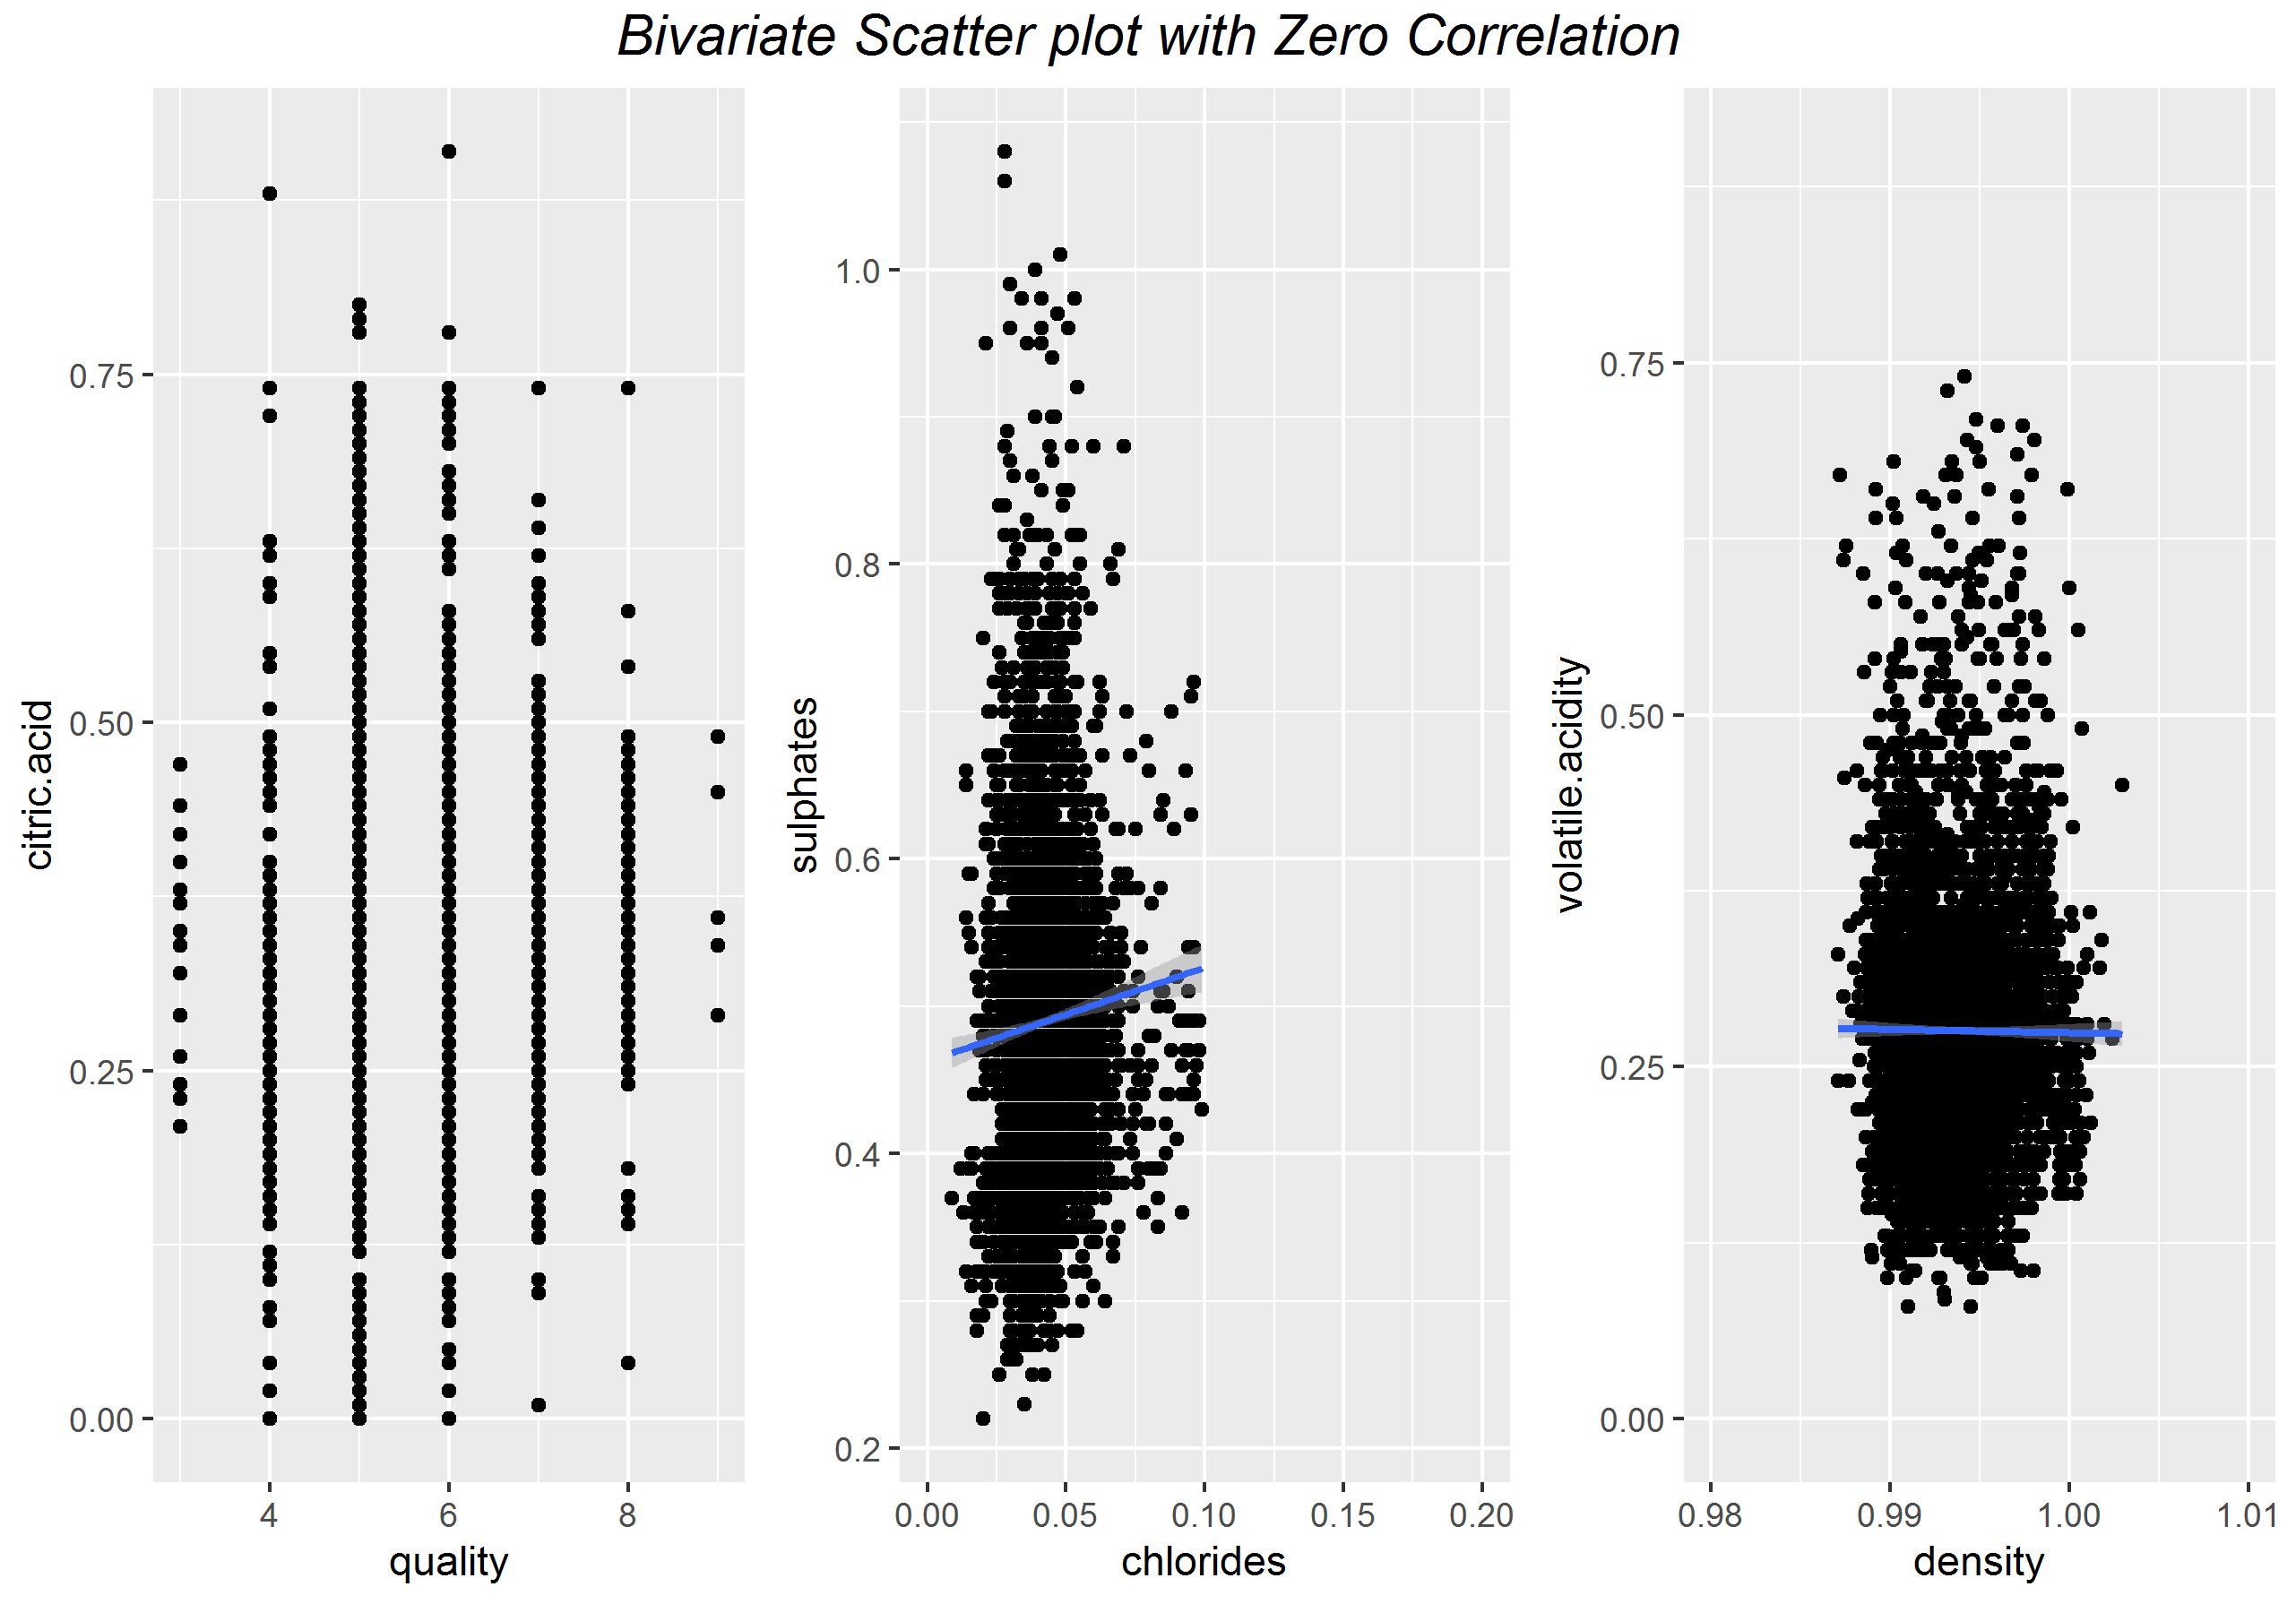 Bivariate Scatter plot with Zero Correlation
citric.acid
0.75
0.50
0.25
0.00
4 6 8
quality
sulphates
1.0
0.8
0.6
0.4
0.2
0.00 0.05 0.10 0.15 0.20
chlorides
volatile.acidity
0.75
0.50
0.25
0.00
0.98 0.99 1.00 1.01
density